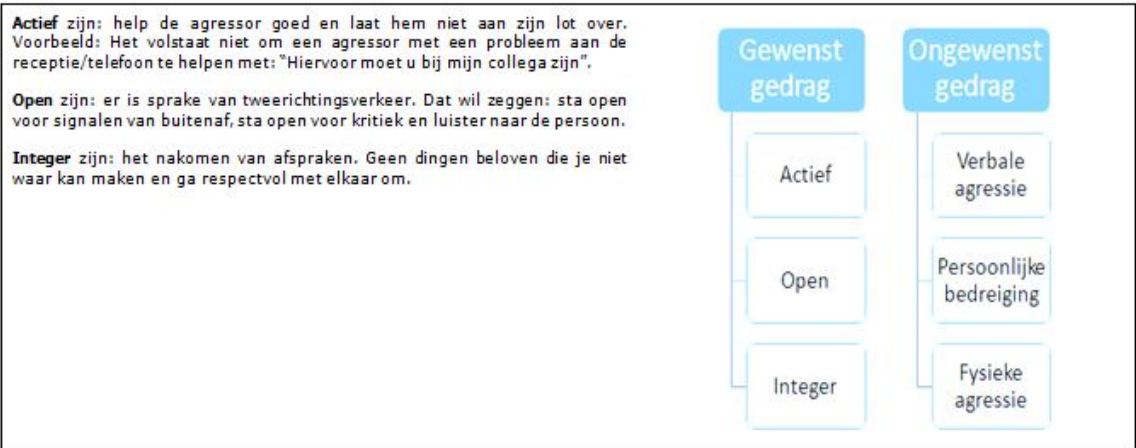 Actief zijn: help de agressor goed en laat hem niet aan zijn lot over.
Voorbeeld: Het volstaat niet om een agressor met een probleem aan de
receptie/telefoon te helpen met: "Hiervoor moet u bij mijn collega zijn".
Open zijn: er is sprake van tweerichtingsverkeer. Dat wil zeggen: sta open
voor signalen van buitenaf, sta open voor kritiek en luister naar de persoon.
Integer zijn: het nakomen van afspraken. Geen dingen beloven die je niet
waar kan maken en ga respectvol met elkaar om.
Gewenst
gedrag
Actief
Open
Integer
Ongewenst
gedrag
Verbale
agressie
Persoonlijke
bedreiging
Fysieke
agressie